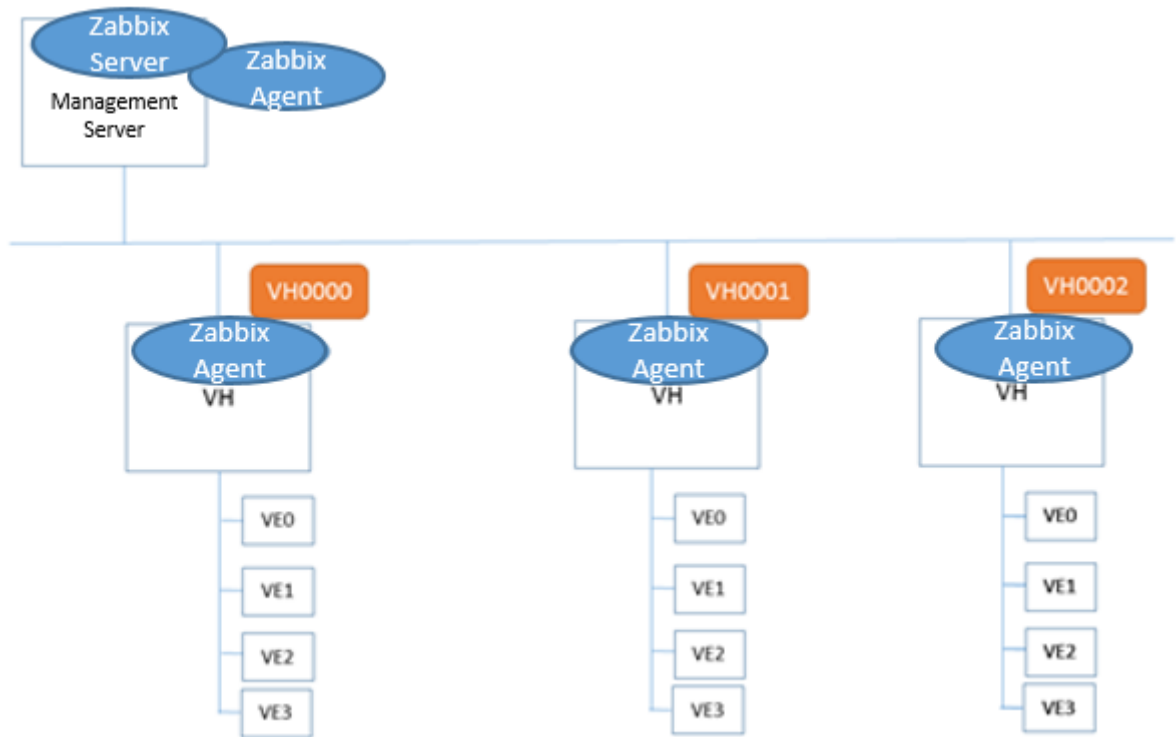 Zabbix
Server
Zabbix
Agent
Management
Server
VH0000
VH0001
VH0002
Zabbix
Agent
VH
Zabbix
Agent
VH
Zabbix
Agent
VH
VE0
VE1
VE2
VE3
VE0
VE1
VE2
VE3
VE0
VE1
VE2
VE3